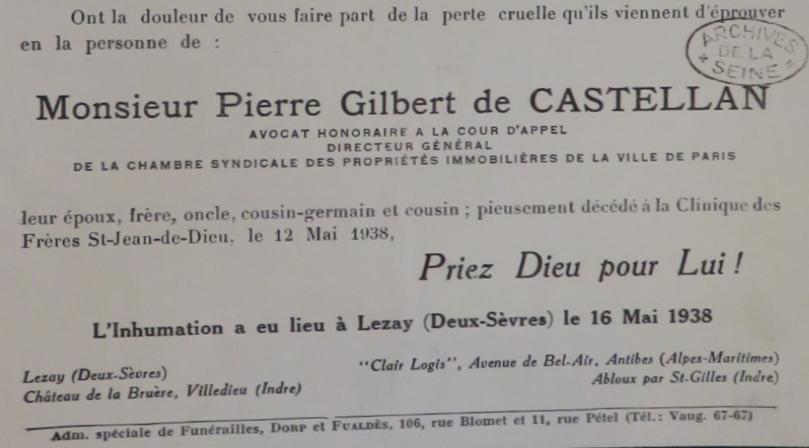 Ont la douleur de vous faire part de la perte cruelle qu'ils viennent d'éprouver
en la personne de :
ARCHIVES
DE LA
SEINE
Monsieur Pierre Gilbert de CASTELLAN
AVOCAT HONORAIRE A LA COUR D'APPEL
DIRECTEUR GÉNÉRAL
DE LA CHAMBRE SYNDICALE DES PROPRIÉTÉS IMMOBILIÈRES DE LA VILLE DE PARIS
leur époux, frère, oncle, cousin-germain et cousin ; pieusement décédé à la Clinique des
Frères St-Jean-de-Dieu, le 12 Mai 1938,
Priez Dieu pour Lui !
L'Inhumation a eu lieu à Lezay (Deux-Sèvres) le 16 Mai 1938
Lezay (Deux-Sèvres)
Château de la Bruère, Villedieu (Indre)
"Clair Logis", Avenue de Bel-Air, Antibes (Alpes-Maritimes)
Abloux par St-Gilles (Indre)
Adm. spéciale de Funérailles, DORP et FUALDÈS, 106, rue Blomet et 11, rue Pétel (Tél.: Vaug. 67-67)